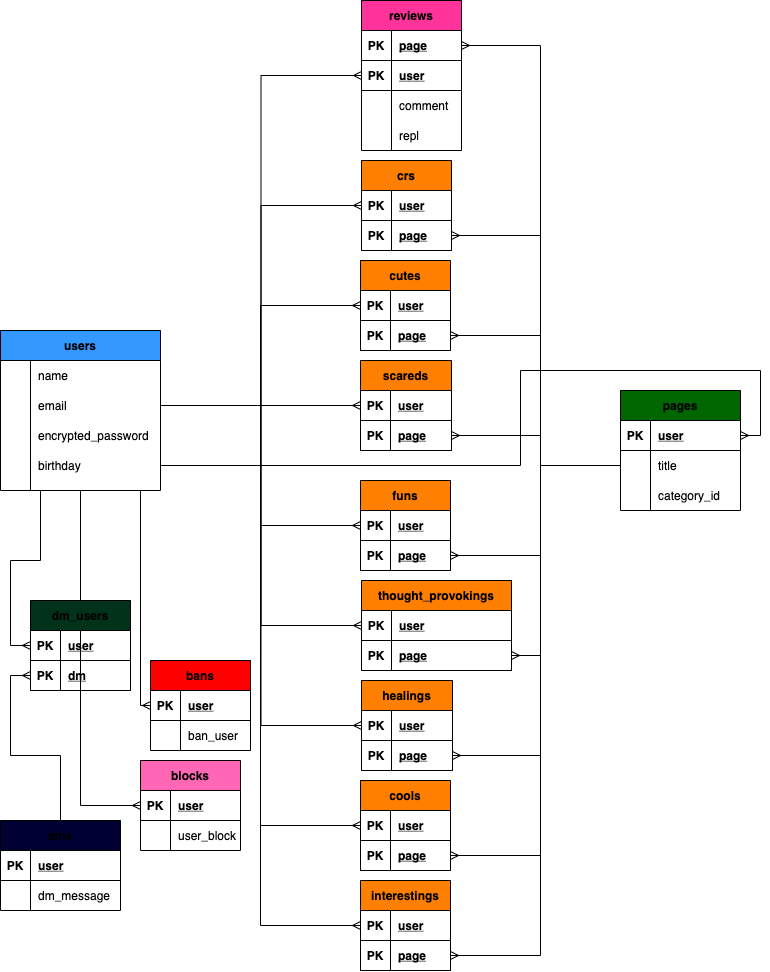 reviews
PK page
PK user
comment
repl
crs
PK user
PK page
cutes
PK user
PK page
scareds
PK user
PK page
users
name
email
encrypted_password
birthday
pages
PK user
title
category_id
funs
PK user
PK page
thought_provokings
PK user
PK page
dm_users
PK user
PK dm
bans
PK user
ban_user
healings
PK user
PK page
blocks
PK user
user_block
cools
PK user
PK page
dms
PK user
dm_message
interestings
PK user
PK page